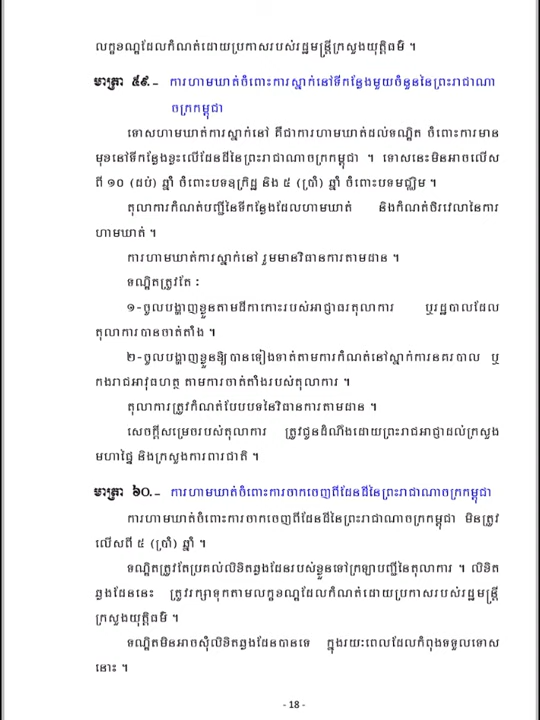 លក្ខខណ្ឌដែលកំណត់ដោយប្រកាសរបស់រដ្ឋមន្ត្រីក្រសួងយុត្តិធម៌ ។
មាត្រា ៥៩.- ការហាមឃាត់ចំពោះការស្នាក់នៅទីកន្លែងមួយចំនួននៃព្រះរាជាណា
ចក្រកម្ពុជា
ទោសហាមឃាត់ការស្នាក់នៅ គឺជាការហាមឃាត់ដល់ទណ្ឌិត ចំពោះការមាន
មុខនៅទីកន្លែងខ្លះលើដែនដីនៃព្រះរាជាណាចក្រកម្ពុជា ។ ទោសនេះមិនអាចលើស
ពី ១០ (ដប់) ឆ្នាំ ចំពោះបទឧក្រិដ្ឋ និង ៥ (ប្រាំ) ឆ្នាំ ចំពោះបទមជ្ឈិម ។
តុលាការកំណត់បញ្ជីនៃទីកន្លែងដែលហាមឃាត់ និងកំណត់ថិរវេលានៃការ
ហាមឃាត់ ។
ការហាមឃាត់ការស្នាក់នៅ រួមមានវិធានការតាមដាន ។
ទណ្ឌិតត្រូវតែ :
១-ចូលបង្ហាញខ្លួនតាមដីកាកោះរបស់អាជ្ញាធរតុលាការ ឬរដ្ឋបាលដែល
តុលាការបានចាត់តាំង ។
២-ចូលបង្ហាញខ្លួនឱ្យបានទៀងទាត់តាមការកំណត់នៅស្នាក់ការនគរបាល ឬ
កងរាជអាវុធហត្ថ តាមការចាត់តាំងរបស់តុលាការ ។
តុលាការត្រូវកំណត់បែបបទនៃវិធានការតាមដាន ។
សេចក្តីសម្រេចរបស់តុលាការ ត្រូវជូនដំណឹងដោយព្រះរាជអាជ្ញាដល់ក្រសួង
មហាផ្ទៃ និងក្រសួងការពារជាតិ ។
មាត្រា ៦០.- ការហាមឃាត់ចំពោះការចាកចេញពីដែនដីនៃព្រះរាជាណាចក្រកម្ពុជា
ការហាមឃាត់ចំពោះការចាកចេញពីដែនដីនៃព្រះរាជាណាចក្រកម្ពុជា មិនត្រូវ
លើសពី ៥ (ប្រាំ) ឆ្នាំ ។
ទណ្ឌិតត្រូវតែប្រគល់លិខិតឆ្លងដែនរបស់ខ្លួនទៅក្រឡាបញ្ជីនៃតុលាការ ។ លិខិត
ឆ្លងដែននេះ ត្រូវរក្សាទុកតាមលក្ខខណ្ឌដែលកំណត់ដោយប្រកាសរបស់រដ្ឋមន្ត្រី
ក្រសួងយុត្តិធម៌ ។
ទណ្ឌិតមិនអាចសុំលិខិតឆ្លងដែនបានទេ ក្នុងរយៈពេលដែលកំពុងទទួលទោស
នោះ ។
- 18 -